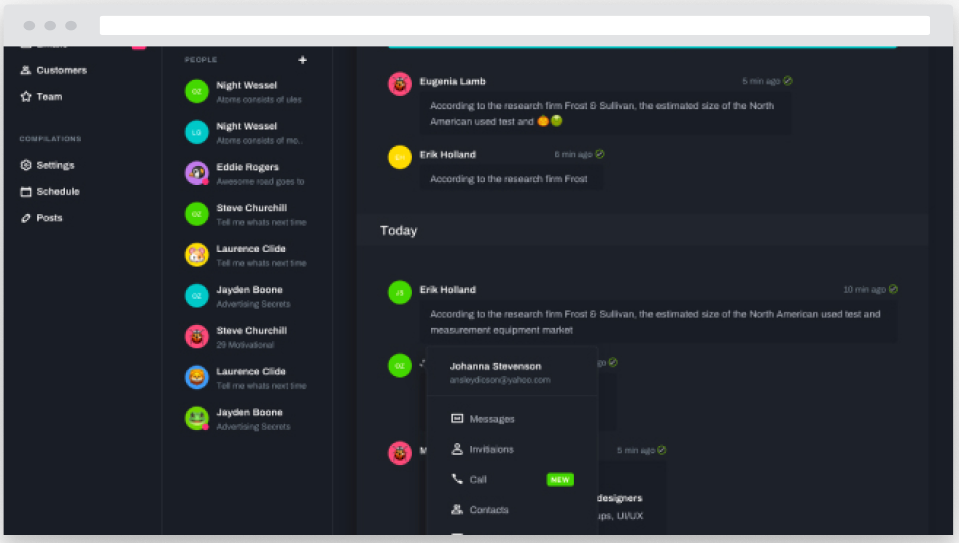 Customers
Team
COMPILATIONS
Settings
Schedule
Posts
PEOPLE
+
OZ
Night Wessel
Atoms consists of ules
LG
Night Wessel
Atoms consists of mo..
Eddie Rogers
Awesome road goes to
OZ
Steve Churchill
Tell me whats next time
Laurence Clide
Tell me whats next time
OZ
Jayden Boone
Advertising Secrets
Steve Churchill
29 Motivational
Laurence Clide
Tell me whats next time
Jayden Boone
Advertising Secrets
Eugenia Lamb
5 min ago
According to the research firm Frost & Sullivan, the estimated size of the North
American used test and 🎃
Erik Holland
6 min ago
According to the research firm Frost
Today
JS
Erik Holland
10 min ago
According to the research firm Frost & Sullivan, the estimated size of the North American used test and
measurement equipment market
OZ
go
Johanna Stevenson
ansleydicson@yahoo.com
Messages
Invitiaions
Call
NEW
Contacts
M
5 min ago
designers
ups, UI/UX